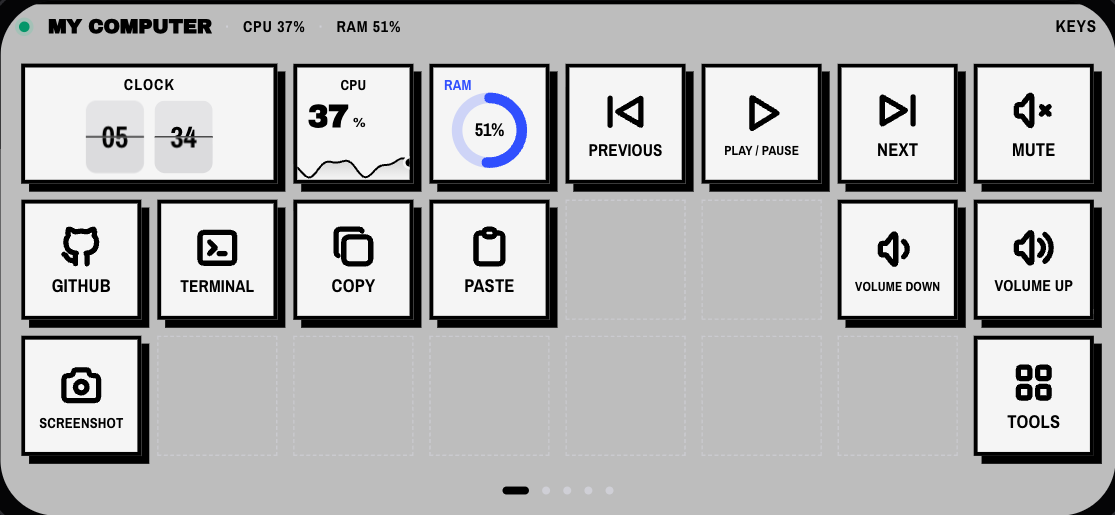 MY COMPUTER · CPU 37% · RAM 51% KEYS
CLOCK
05 34
CPU
37 %
RAM
51%
PREVIOUS
PLAY / PAUSE
NEXT
MUTE
GITHUB
TERMINAL
COPY
PASTE
VOLUME DOWN
VOLUME UP
SCREENSHOT
TOOLS